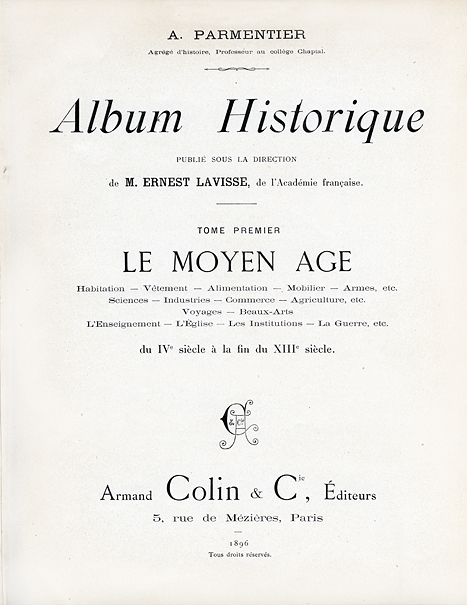 A. PARMENTIER
Agrégé d'histoire, Professeur au collège Chaptal.
Album Historique
PUBLIÉ SOUS LA DIRECTION
de M. ERNEST LAVISSE, de l'Académie française.
TOME PREMIER
LE MOYEN AGE
Habitation — Vêtement — Alimentation — Mobilier — Armes, etc.
Sciences — Industries — Commerce — Agriculture, etc.
Voyages — Beaux-Arts
L'Enseignement — L'Église — Les Institutions — La Guerre, etc.
du IVe siècle à la fin du XIIIe siècle.
Armand Colin & Cie, Éditeurs
5, rue de Mézières, Paris
1896
Tous droits réservés.